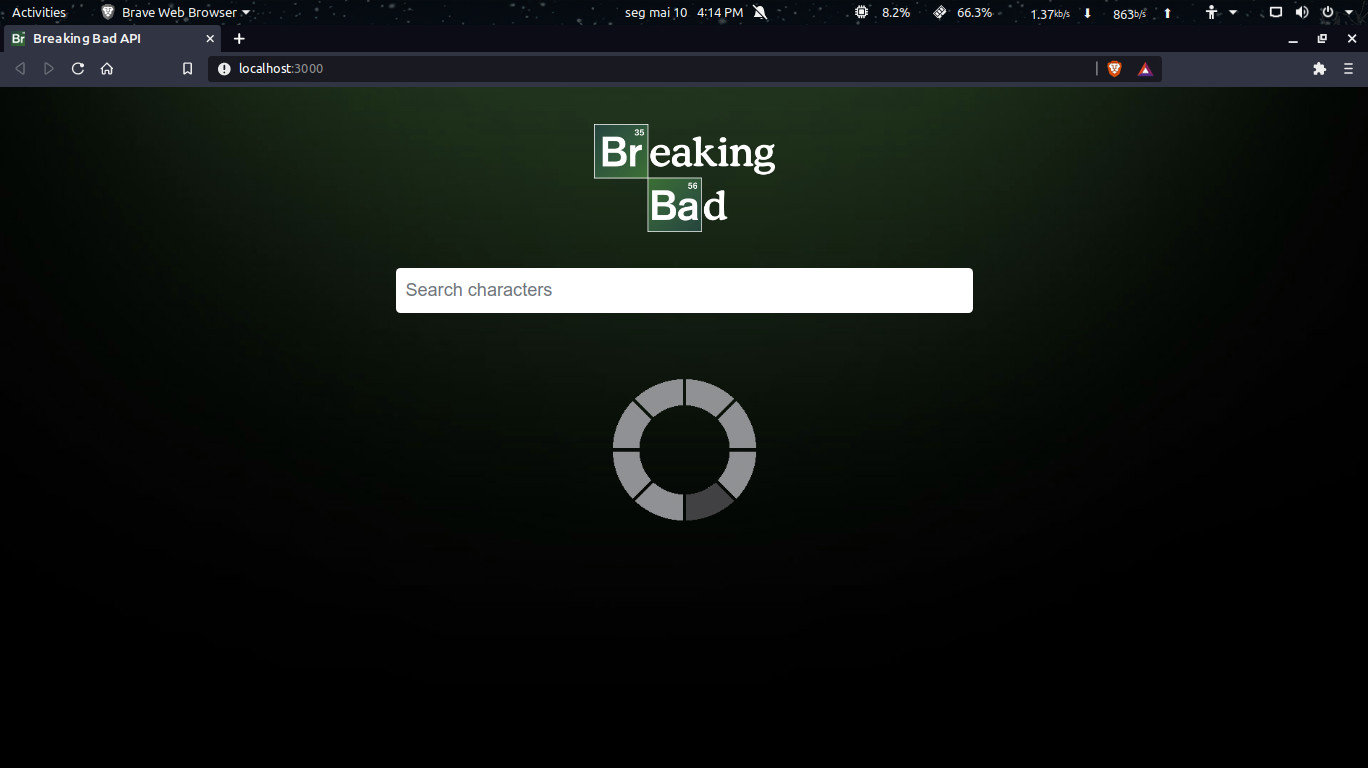 Activities Brave Web Browser seg mai 10 4:14 PM 8.2% 66.3% 1.37kb/s 863b/s
Br Breaking Bad API
localhost:3000
35
Breaking
56
Bad
Search characters